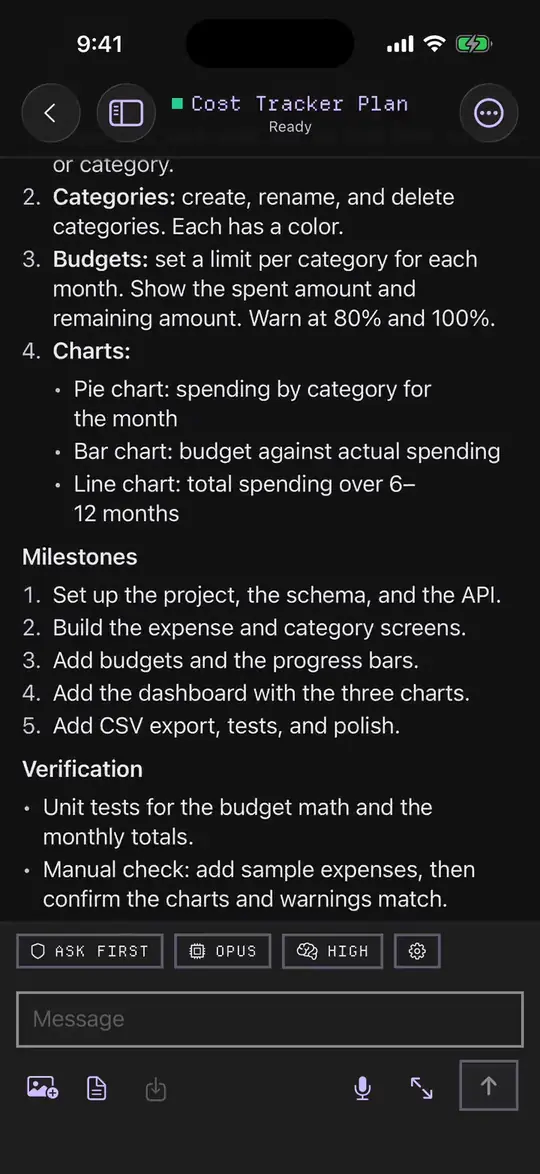 9:41
Cost Tracker Plan
Ready
or category.
2. Categories: create, rename, and delete
categories. Each has a color.
3. Budgets: set a limit per category for each
month. Show the spent amount and
remaining amount. Warn at 80% and 100%.
4. Charts:
• Pie chart: spending by category for
the month
• Bar chart: budget against actual spending
• Line chart: total spending over 6–
12 months
Milestones
1. Set up the project, the schema, and the API.
2. Build the expense and category screens.
3. Add budgets and the progress bars.
4. Add the dashboard with the three charts.
5. Add CSV export, tests, and polish.
Verification
• Unit tests for the budget math and the
monthly totals.
• Manual check: add sample expenses, then
confirm the charts and warnings match.
ASK FIRST OPUS HIGH
Message